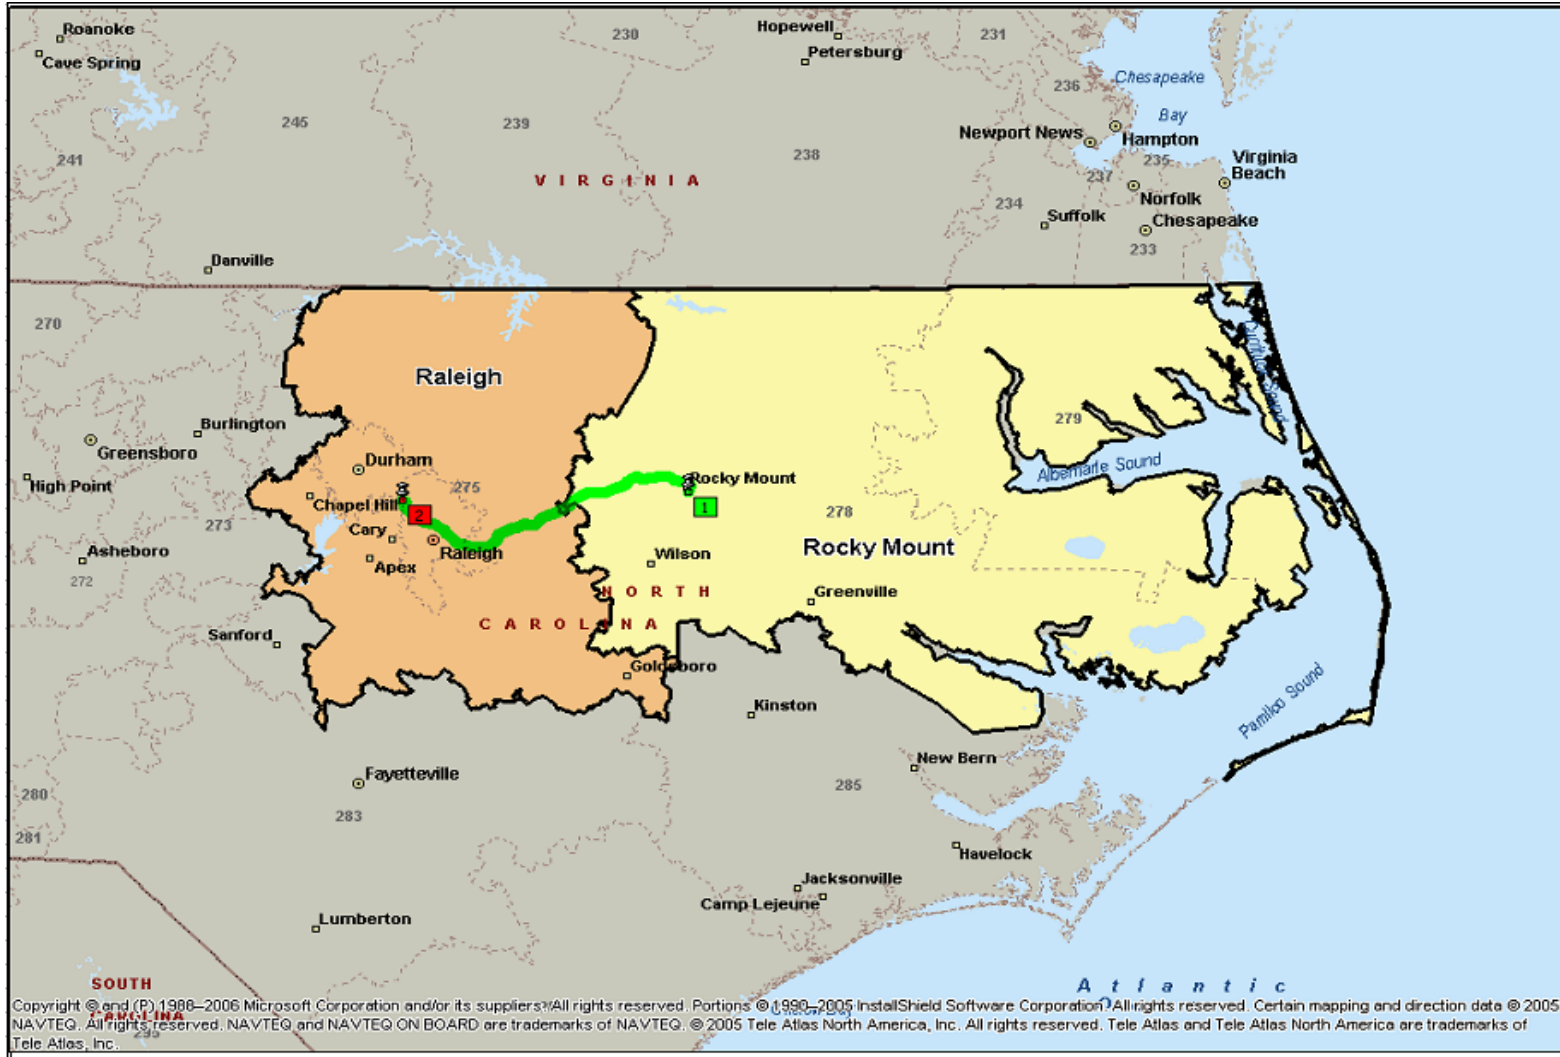 Roanoke
Cave Spring
230
Hopewell
Petersburg
231
Chesapeake
Bay
236
245
239
238
241
Newport News
Hampton
235
Virginia
Beach
237
Norfolk
234
Suffolk
Chesapeake
233
VIRGINIA
Danville
270
Raleigh
Currituck Sound
279
Burlington
Greensboro
Durham
High Point
275
Rocky Mount
Albemarle Sound
Chapel Hill
2
1
278
273
Cary
Raleigh
Rocky Mount
Asheboro
272
Apex
Wilson
NORTH
Greenville
CAROLINA
Sanford
Goldsboro
Kinston
Pamlico Sound
New Bern
Fayetteville
280
283
285
281
Havelock
Jacksonville
Camp Lejeune
Lumberton
SOUTH
CAROLINA
Atlantic
295
Copyright © and (P) 1988–2006 Microsoft Corporation and/or its suppliers. All rights reserved. Portions © 1990–2005 InstallShield Software Corporation. All rights reserved. Certain mapping and direction data © 2005
NAVTEQ. All rights reserved. NAVTEQ and NAVTEQ ON BOARD are trademarks of NAVTEQ. © 2005 Tele Atlas North America, Inc. All rights reserved. Tele Atlas and Tele Atlas North America are trademarks of
Tele Atlas, Inc.